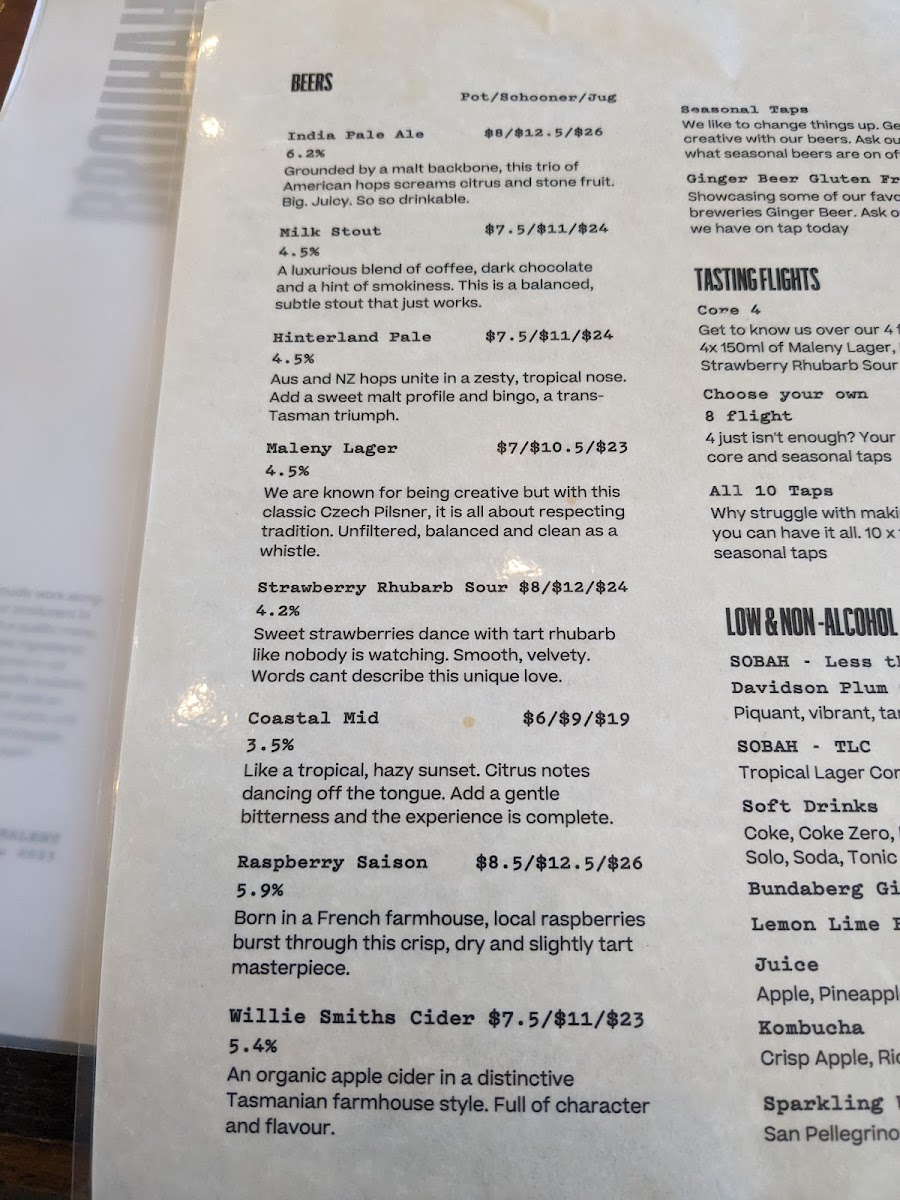 BROUHAHA
BEERS
Pot/Schooner/Jug
India Pale Ale $8/$12.5/$26
6.2%
Grounded by a malt backbone, this trio of
American hops screams citrus and stone fruit.
Big. Juicy. So so drinkable.
Milk Stout $7.5/$11/$24
4.5%
A luxurious blend of coffee, dark chocolate
and a hint of smokiness. This is a balanced,
subtle stout that just works.
Hinterland Pale $7.5/$11/$24
4.5%
Aus and NZ hops unite in a zesty, tropical nose.
Add a sweet malt profile and bingo, a trans-
Tasman triumph.
Maleny Lager $7/$10.5/$23
4.5%
We are known for being creative but with this
classic Czech Pilsner, it is all about respecting
tradition. Unfiltered, balanced and clean as a
whistle.
Strawberry Rhubarb Sour $8/$12/$24
4.2%
Sweet strawberries dance with tart rhubarb
like nobody is watching. Smooth, velvety.
Words cant describe this unique love.
Coastal Mid $6/$9/$19
3.5%
Like a tropical, hazy sunset. Citrus notes
dancing off the tongue. Add a gentle
bitterness and the experience is complete.
Raspberry Saison $8.5/$12.5/$26
5.9%
Born in a French farmhouse, local raspberries
burst through this crisp, dry and slightly tart
masterpiece.
Willie Smiths Cider $7.5/$11/$23
5.4%
An organic apple cider in a distinctive
Tasmanian farmhouse style. Full of character
and flavour.
Seasonal Taps
We like to change things up. Ge
creative with our beers. Ask ou
what seasonal beers are on of
Ginger Beer Gluten Fr
Showcasing some of our favo
breweries Ginger Beer. Ask o
we have on tap today
TASTING FLIGHTS
Core 4
Get to know us over our 4 f
4x 150ml of Maleny Lager,
Strawberry Rhubarb Sour
Choose your own
8 flight
4 just isn't enough? Your
core and seasonal taps
All 10 Taps
Why struggle with maki
you can have it all. 10 x
seasonal taps
LOW & NON-ALCOHOL
SOBAH - Less th
Davidson Plum
Piquant, vibrant, tar
SOBAH - TLC
Tropical Lager Cor
Soft Drinks
Coke, Coke Zero,
Solo, Soda, Tonic
Bundaberg Gi
Lemon Lime
Juice
Apple, Pineappl
Kombucha
Crisp Apple, Ric
Sparkling
San Pellegrino